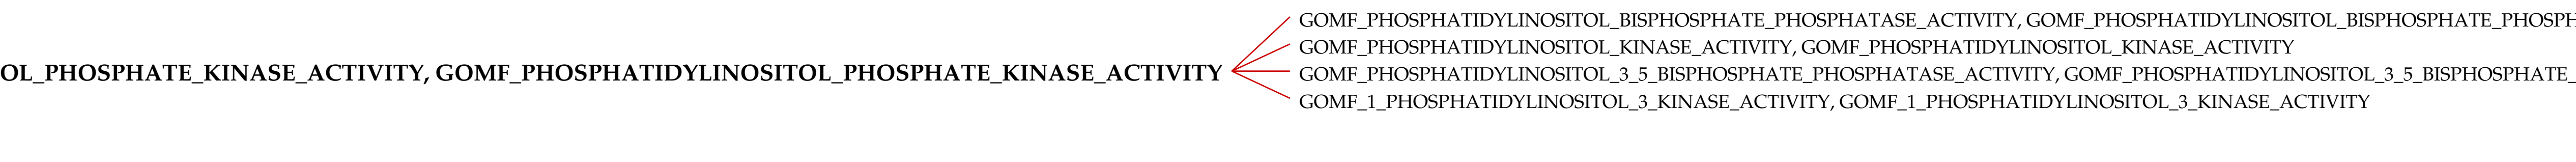 GOMF_PHOSPHATIDYLINOSITOL_BISPHOSPHATE_PHOSPHATASE_ACTIVITY, GOMF_PHOSPHATIDYLINOSITOL_BISPHOSPHATE_PHOSPH
GOMF_PHOSPHATIDYLINOSITOL_KINASE_ACTIVITY, GOMF_PHOSPHATIDYLINOSITOL_KINASE_ACTIVITY
OL_PHOSPHATE_KINASE_ACTIVITY, GOMF_PHOSPHATIDYLINOSITOL_PHOSPHATE_KINASE_ACTIVITY
GOMF_PHOSPHATIDYLINOSITOL_3_5_BISPHOSPHATE_PHOSPHATASE_ACTIVITY, GOMF_PHOSPHATIDYLINOSITOL_3_5_BISPHOSPHATE_
GOMF_1_PHOSPHATIDYLINOSITOL_3_KINASE_ACTIVITY, GOMF_1_PHOSPHATIDYLINOSITOL_3_KINASE_ACTIVITY